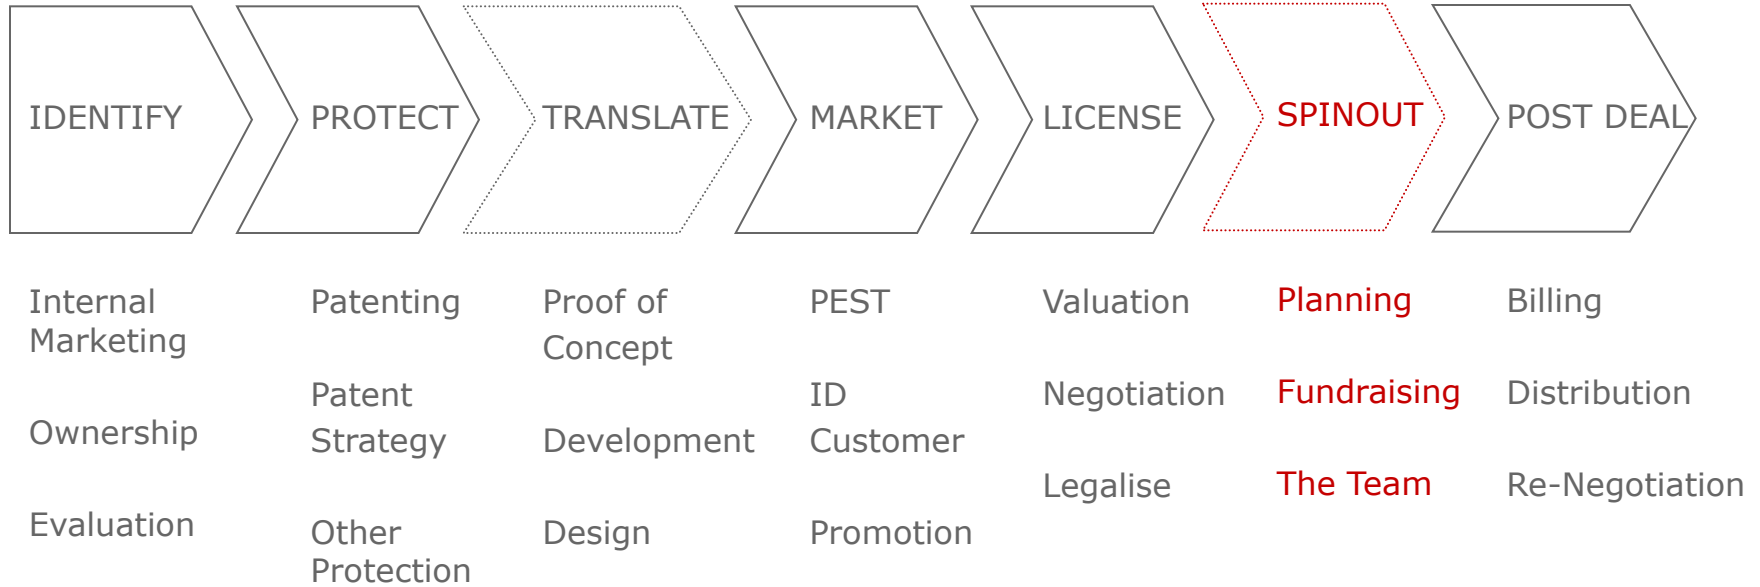 IDENTIFY
PROTECT
TRANSLATE
MARKET
LICENSE
SPINOUT
POST DEAL
Internal
Marketing
Ownership
Evaluation
Patenting
Patent
Strategy
Other
Protection
Proof of
Concept
Development
Design
PEST
ID
Customer
Promotion
Valuation
Negotiation
Legalise
Planning
Fundraising
The Team
Billing
Distribution
Re-Negotiation